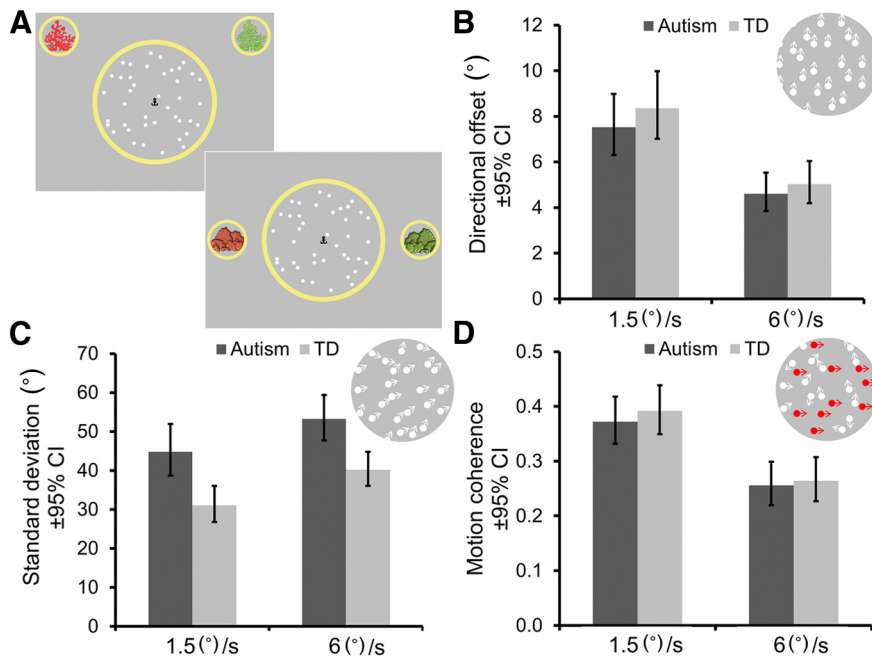 A
B
Autism TD
Directional offset (°)
±95% CI
12
10
8
6
4
2
0
1.5(°)/s 6(°)/s
C
Autism TD
Standard deviation (°)
±95% CI
70
60
50
40
30
20
10
0
1.5(°)/s 6(°)/s
D
Autism TD
Motion coherence
±95% CI
0.5
0.4
0.3
0.2
0.1
0.0
1.5(°)/s 6(°)/s